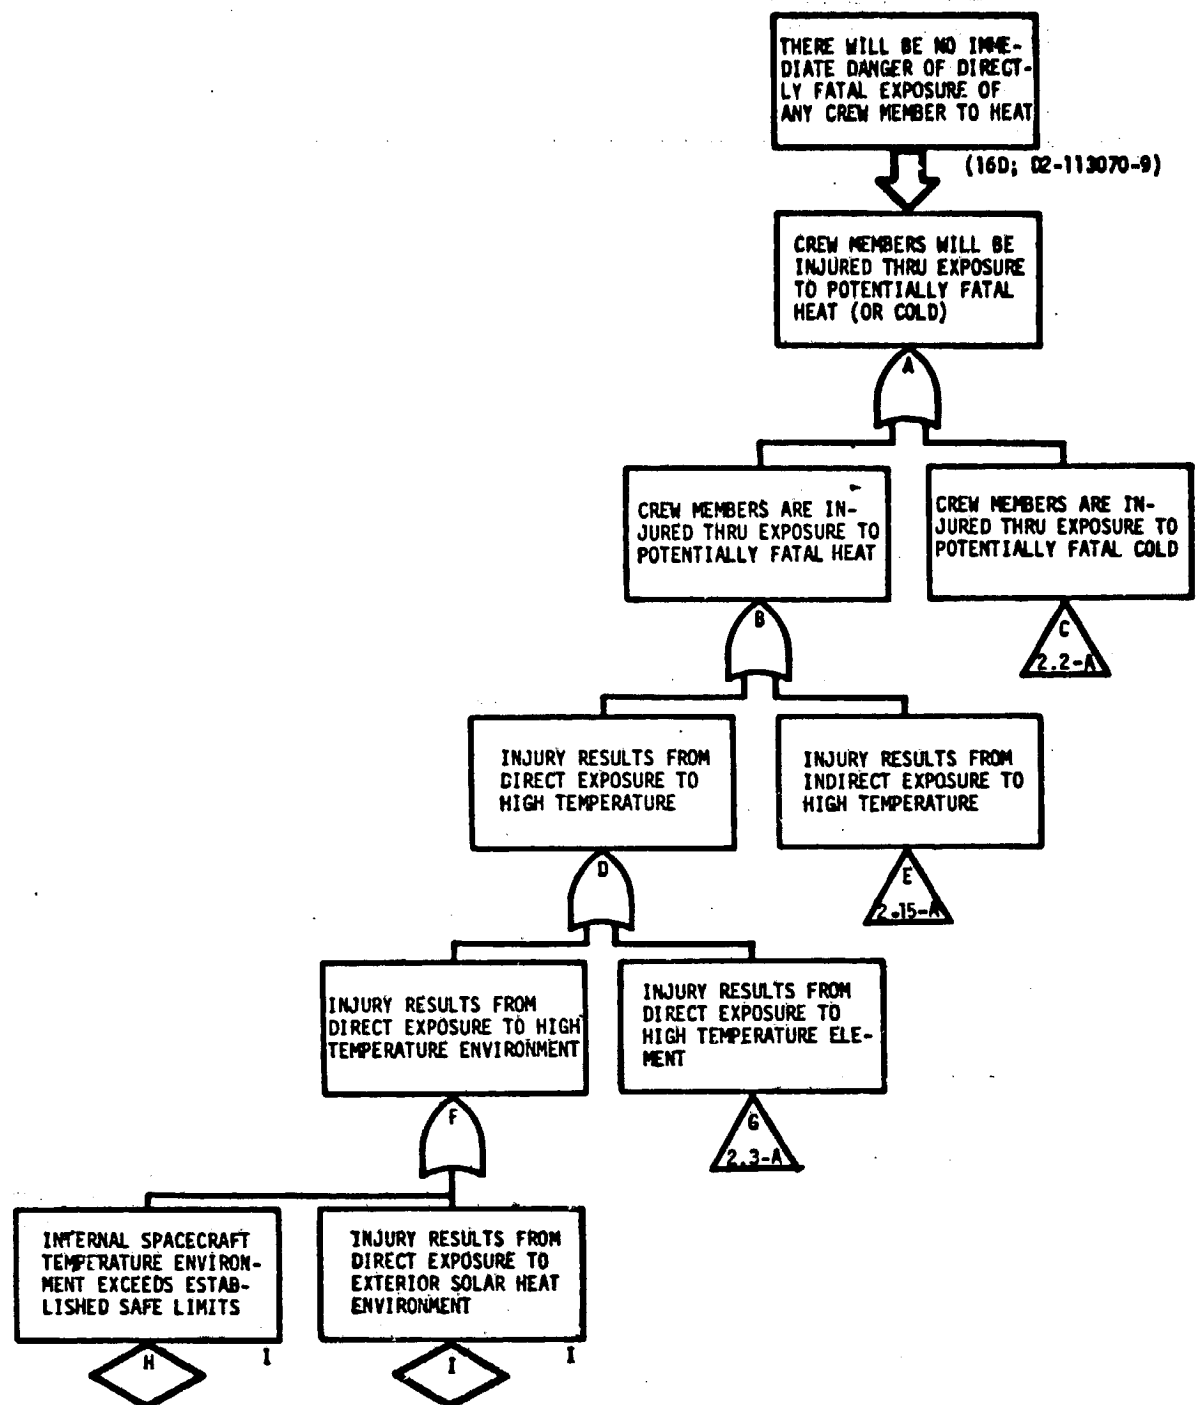 THERE WILL BE NO IMME-
DIATE DANGER OF DIRECT-
LY FATAL EXPOSURE OF
ANY CREW MEMBER TO HEAT
(16D; D2-113070-9)
CREW MEMBERS WILL BE
INJURED THRU EXPOSURE
TO POTENTIALLY FATAL
HEAT (OR COLD)
A
CREW MEMBERS ARE IN-
JURED THRU EXPOSURE TO
POTENTIALLY FATAL HEAT
CREW MEMBERS ARE IN-
JURED THRU EXPOSURE TO
POTENTIALLY FATAL COLD
B
C
2.2-A
INJURY RESULTS FROM
DIRECT EXPOSURE TO
HIGH TEMPERATURE
INJURY RESULTS FROM
INDIRECT EXPOSURE TO
HIGH TEMPERATURE
D
E
2.15-A
INJURY RESULTS FROM
DIRECT EXPOSURE TO HIGH
TEMPERATURE ENVIRONMENT
INJURY RESULTS FROM
DIRECT EXPOSURE TO
HIGH TEMPERATURE ELE-
MENT
F
G
2.3-A
INTERNAL SPACECRAFT
TEMPERATURE ENVIRON-
MENT EXCEEDS ESTAB-
LISHED SAFE LIMITS
INJURY RESULTS FROM
DIRECT EXPOSURE TO
EXTERIOR SOLAR HEAT
ENVIRONMENT
H
I
I
I